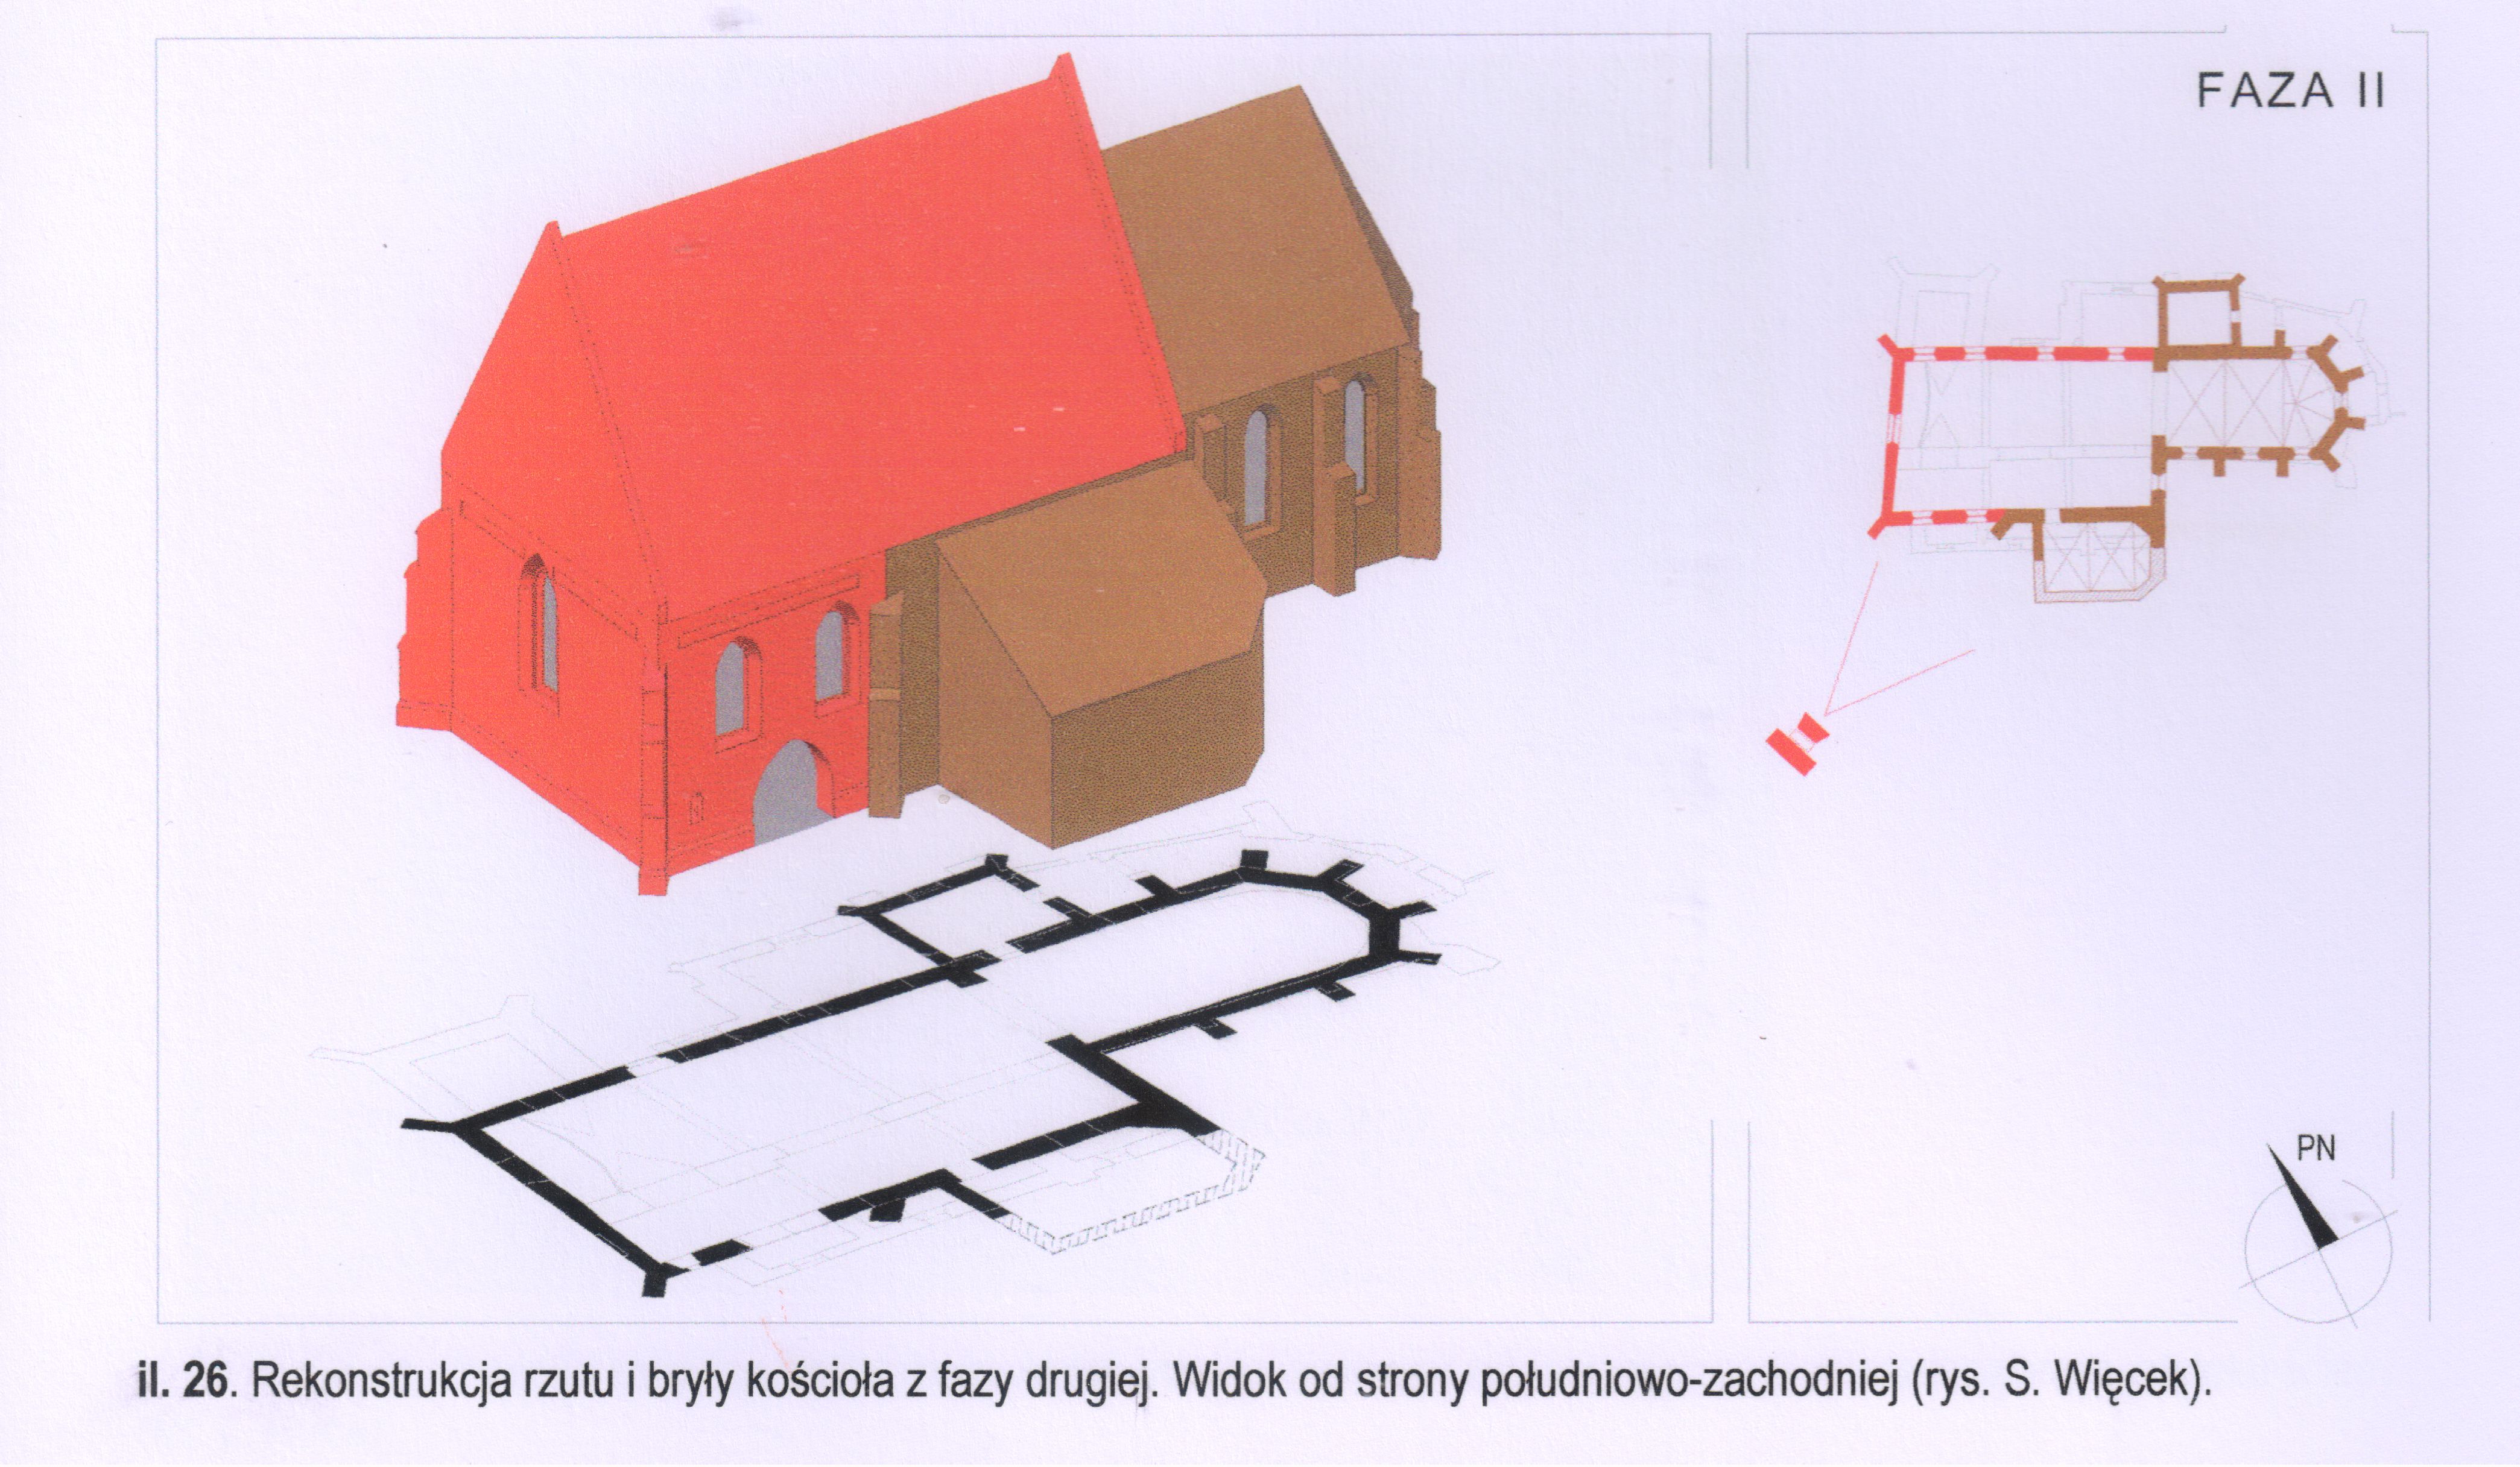 FAZA II
PN
il. 26. Rekonstrukcja rzutu i bryły kościoła z fazy drugiej. Widok od strony południowo-zachodniej (rys. S. Więcek).